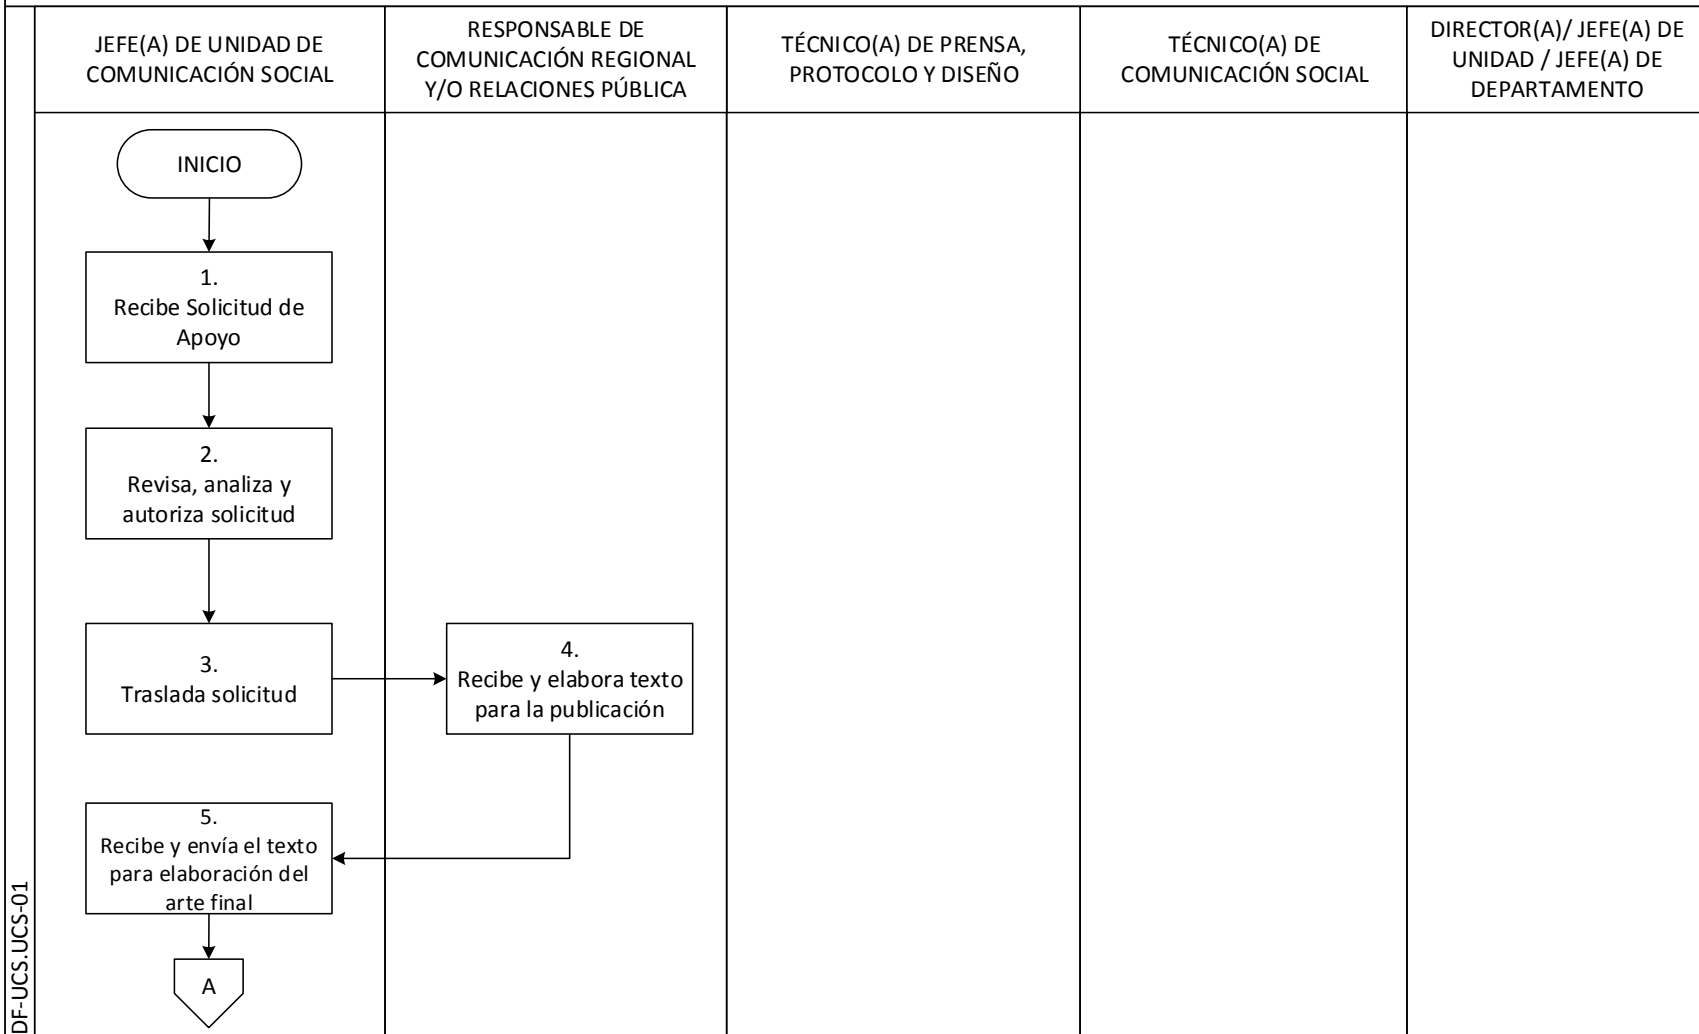 JEFE(A) DE UNIDAD DE
COMUNICACIÓN SOCIAL
RESPONSABLE DE
COMUNICACIÓN REGIONAL
Y/O RELACIONES PÚBLICA
TÉCNICO(A) DE PRENSA,
PROTOCOLO Y DISEÑO
TÉCNICO(A) DE
COMUNICACIÓN SOCIAL
DIRECTOR(A)/ JEFE(A) DE
UNIDAD / JEFE(A) DE
DEPARTAMENTO
INICIO
1.
Recibe Solicitud de
Apoyo
2.
Revisa, analiza y
autoriza solicitud
3.
Traslada solicitud
4.
Recibe y elabora texto
para la publicación
5.
Recibe y envía el texto
para elaboración del
arte final
A
DF-UCS.UCS-01